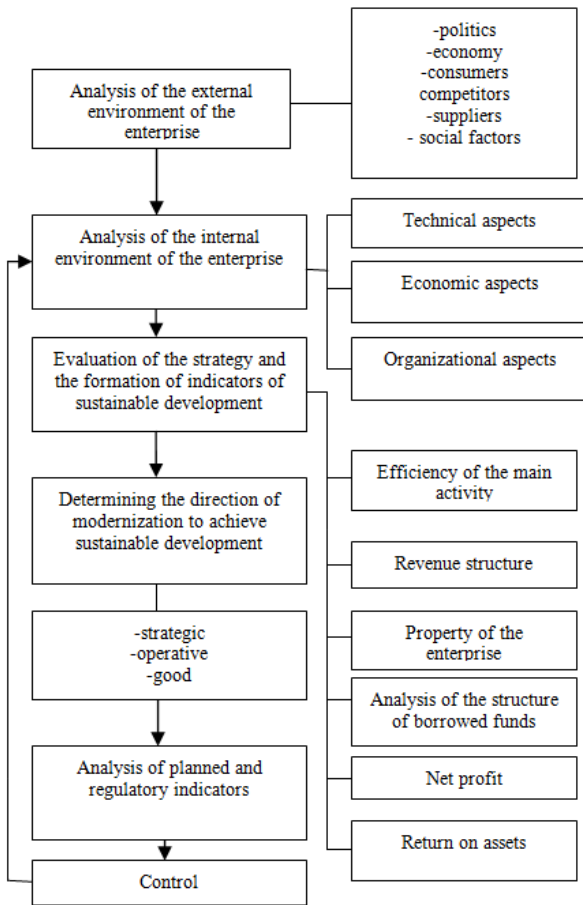 -politics
-economy
-consumers
competitors
-suppliers
- social factors
Analysis of the external
environment of the
enterprise
Analysis of the internal
environment of the enterprise
Technical aspects
Economic aspects
Organizational aspects
Evaluation of the strategy and
the formation of indicators of
sustainable development
Efficiency of the main
activity
Revenue structure
Property of the
enterprise
Analysis of the structure
of borrowed funds
Net profit
Return on assets
Determining the direction of
modernization to achieve
sustainable development
-strategic
-operative
-good
Analysis of planned and
regulatory indicators
Control